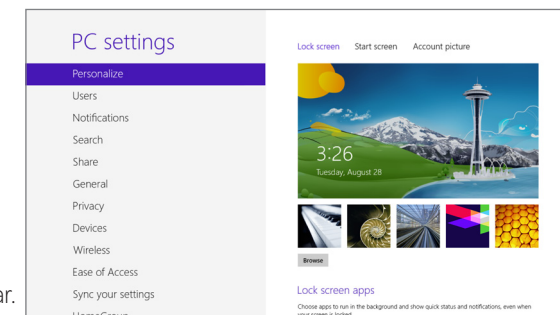 PC settings
Personalize
Users
Notifications
Search
Share
General
Privacy
Devices
Wireless
Ease of Access
Sync your settings
HomeGroup
ar.
Lock screen Start screen Account picture
3:26
Tuesday, August 28
Browse
Lock screen apps
Choose apps to run in the background and show quick status and notifications, even when
your screen is locked